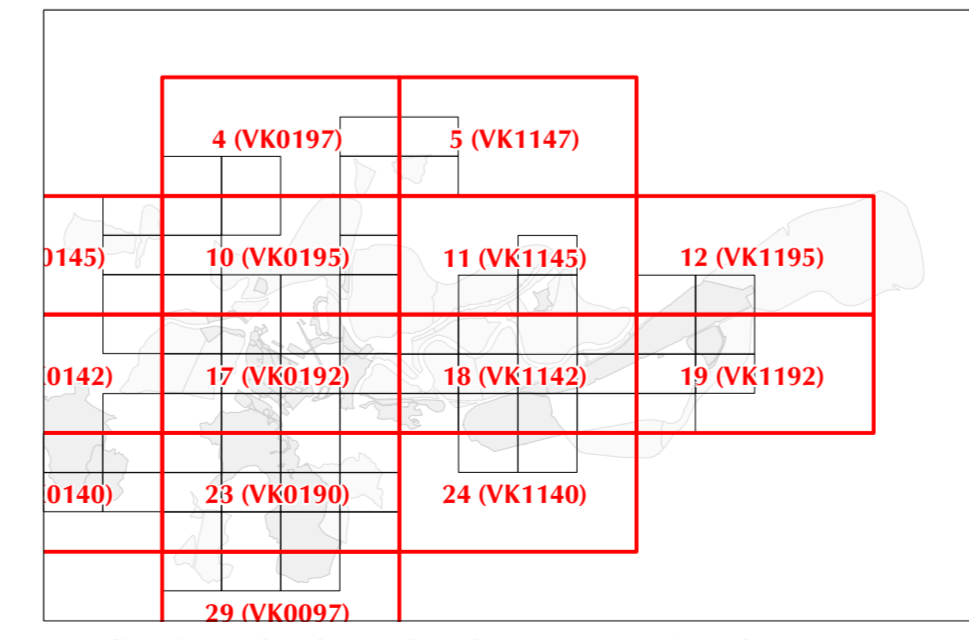 4 (VK0197) 5 (VK1147)
0145) 10 (VK0195) 11 (VK1145) 12 (VK1195)
0142) 17 (VK0192) 18 (VK1142) 19 (VK1192)
0140) 23 (VK0190) 24 (VK1140)
29 (VK0097)